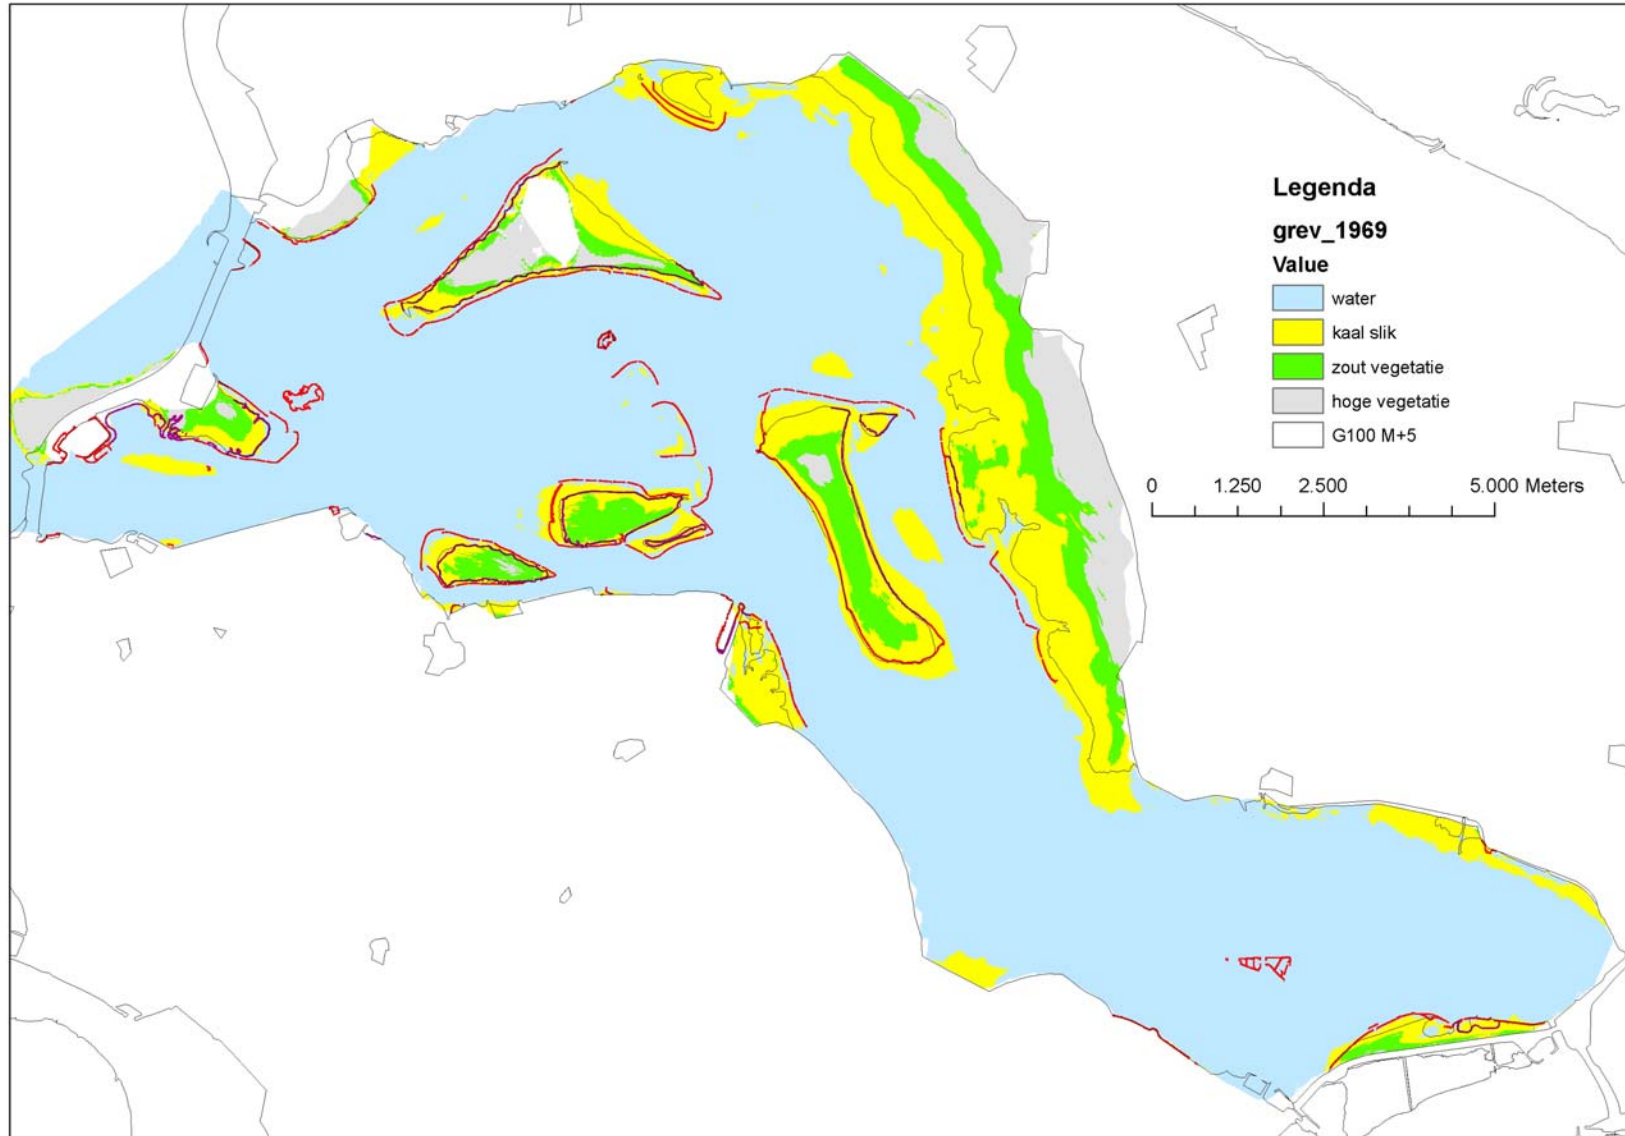 Legenda
grev_1969
Value
water
kaal slik
zout vegetatie
hoge vegetatie
G100 M+5
0 1.250 2.500 5.000 Meters